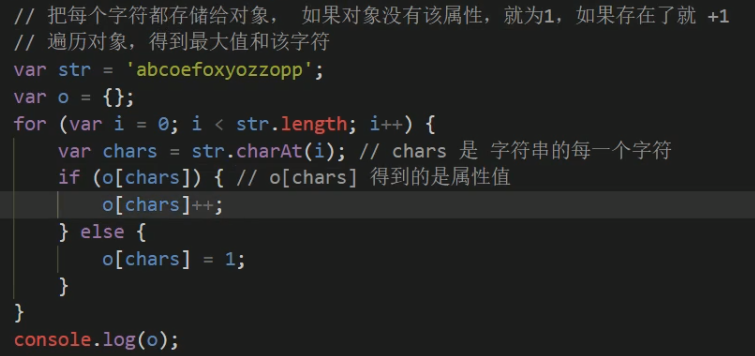 // 把每个字符都存储给对象， 如果对象没有该属性，就为1，如果存在了就 +1
// 遍历对象，得到最大值和该字符
var str = 'abcoefoxyozzopp';
var o = {};
for (var i = 0; i < str.length; i++) {
    var chars = str.charAt(i); // chars 是 字符串的每一个字符
    if (o[chars]) { // o[chars] 得到的是属性值
        o[chars]++;
    } else {
        o[chars] = 1;
    }
}
console.log(o);